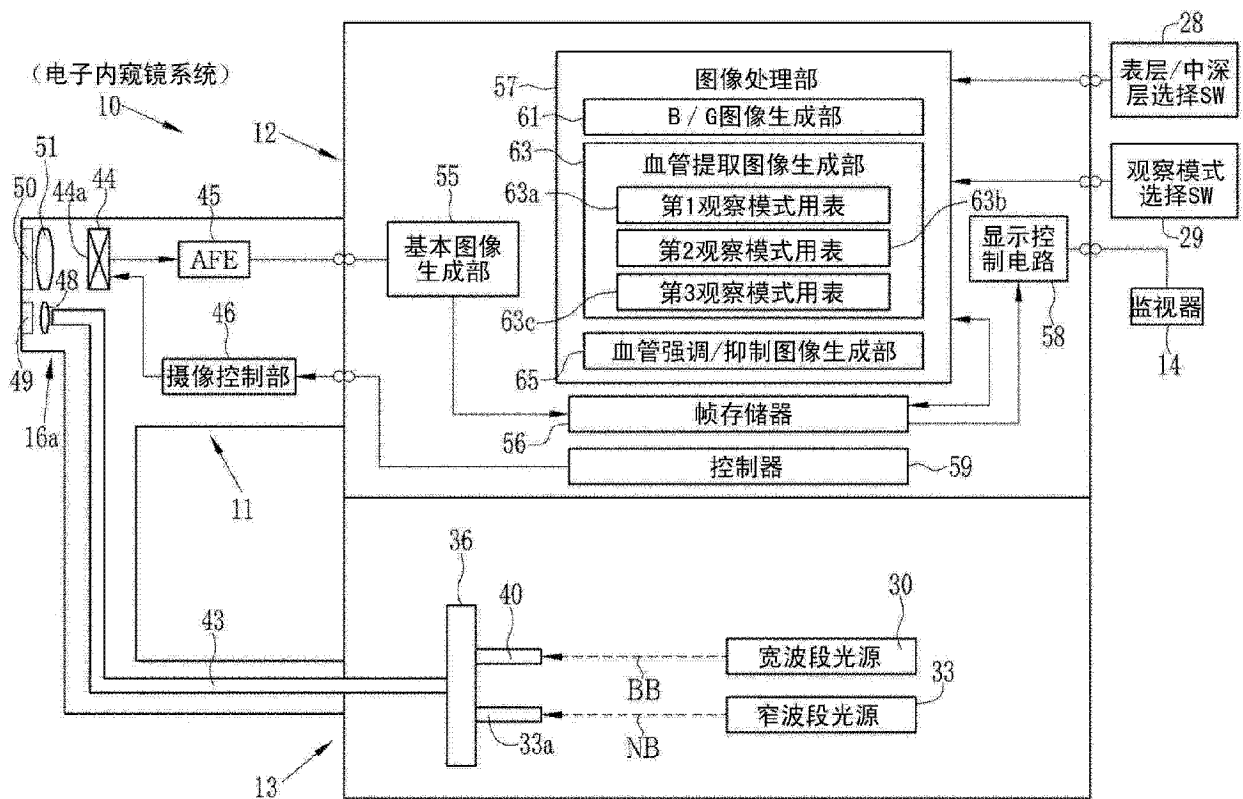 （电子内窥镜系统）
10
12
51
50
44a
44
45
AFE
48
49
16a
46
摄像控制部
11
55
基本图像
生成部
57
图像处理部
61
B/G图像生成部
63
血管提取图像生成部
63a
第1观察模式用表
63b
第2观察模式用表
63c
第3观察模式用表
65
血管强调/抑制图像生成部
56
帧存储器
控制器
59
28
表层/中深
层选择SW
观察模式
选择SW
29
显示控
制电路
58
监视器
14
36
40
30
宽波段光源
BB
43
33
窄波段光源
NB
33a
13